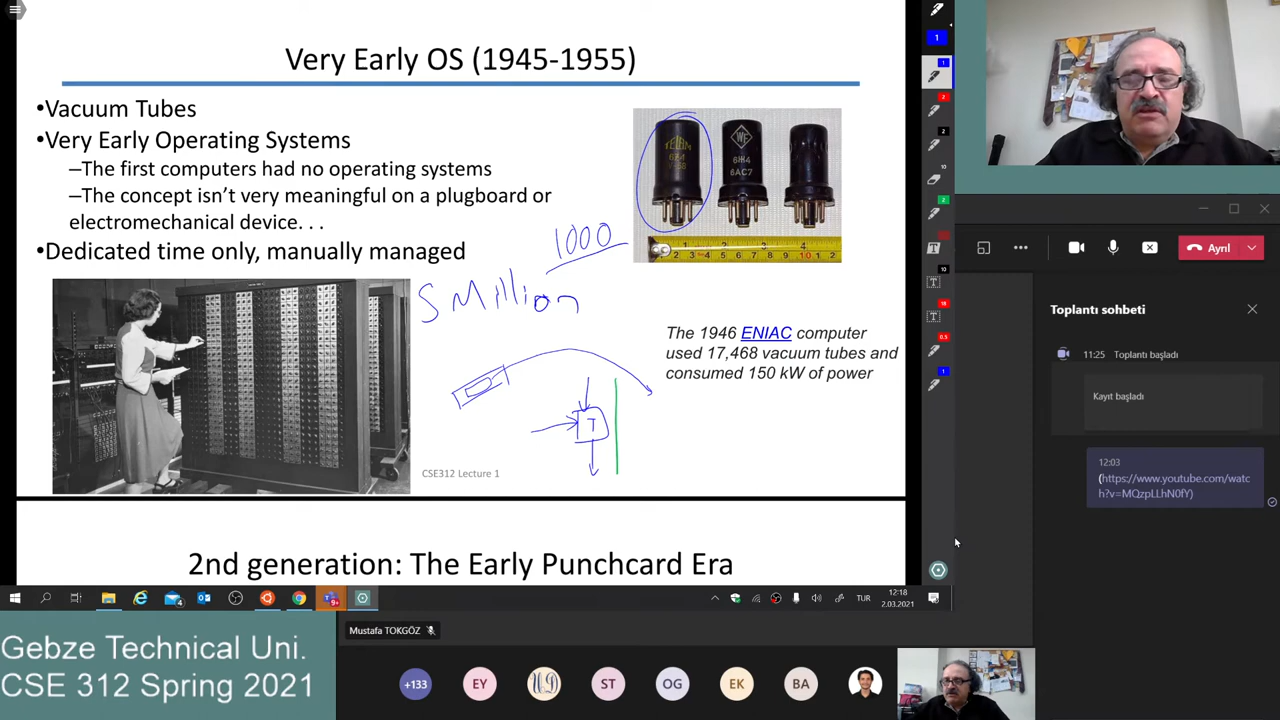 Very Early OS (1945-1955)
•Vacuum Tubes
•Very Early Operating Systems
–The first computers had no operating systems
–The concept isn't very meaningful on a plugboard or
electromechanical device. . .
•Dedicated time only, manually managed
1000
5 Million
T
TELAM
6Ж4
6AC7
The 1946 ENIAC computer
used 17,468 vacuum tubes and
consumed 150 kW of power
CSE312 Lecture 1
2nd generation: The Early Punchcard Era
Ayrıl
Toplantı sohbeti
11:25 Toplantı başladı
Kayıt başladı
12:03
(https://www.youtube.com/watc
h?v=MQzpLLhN0fY)
TUR
12:18
2.03.2021
Mustafa TOKGÖZ
Gebze Technical Uni.
CSE 312 Spring 2021
+133
EY
ST
OG
EK
BA